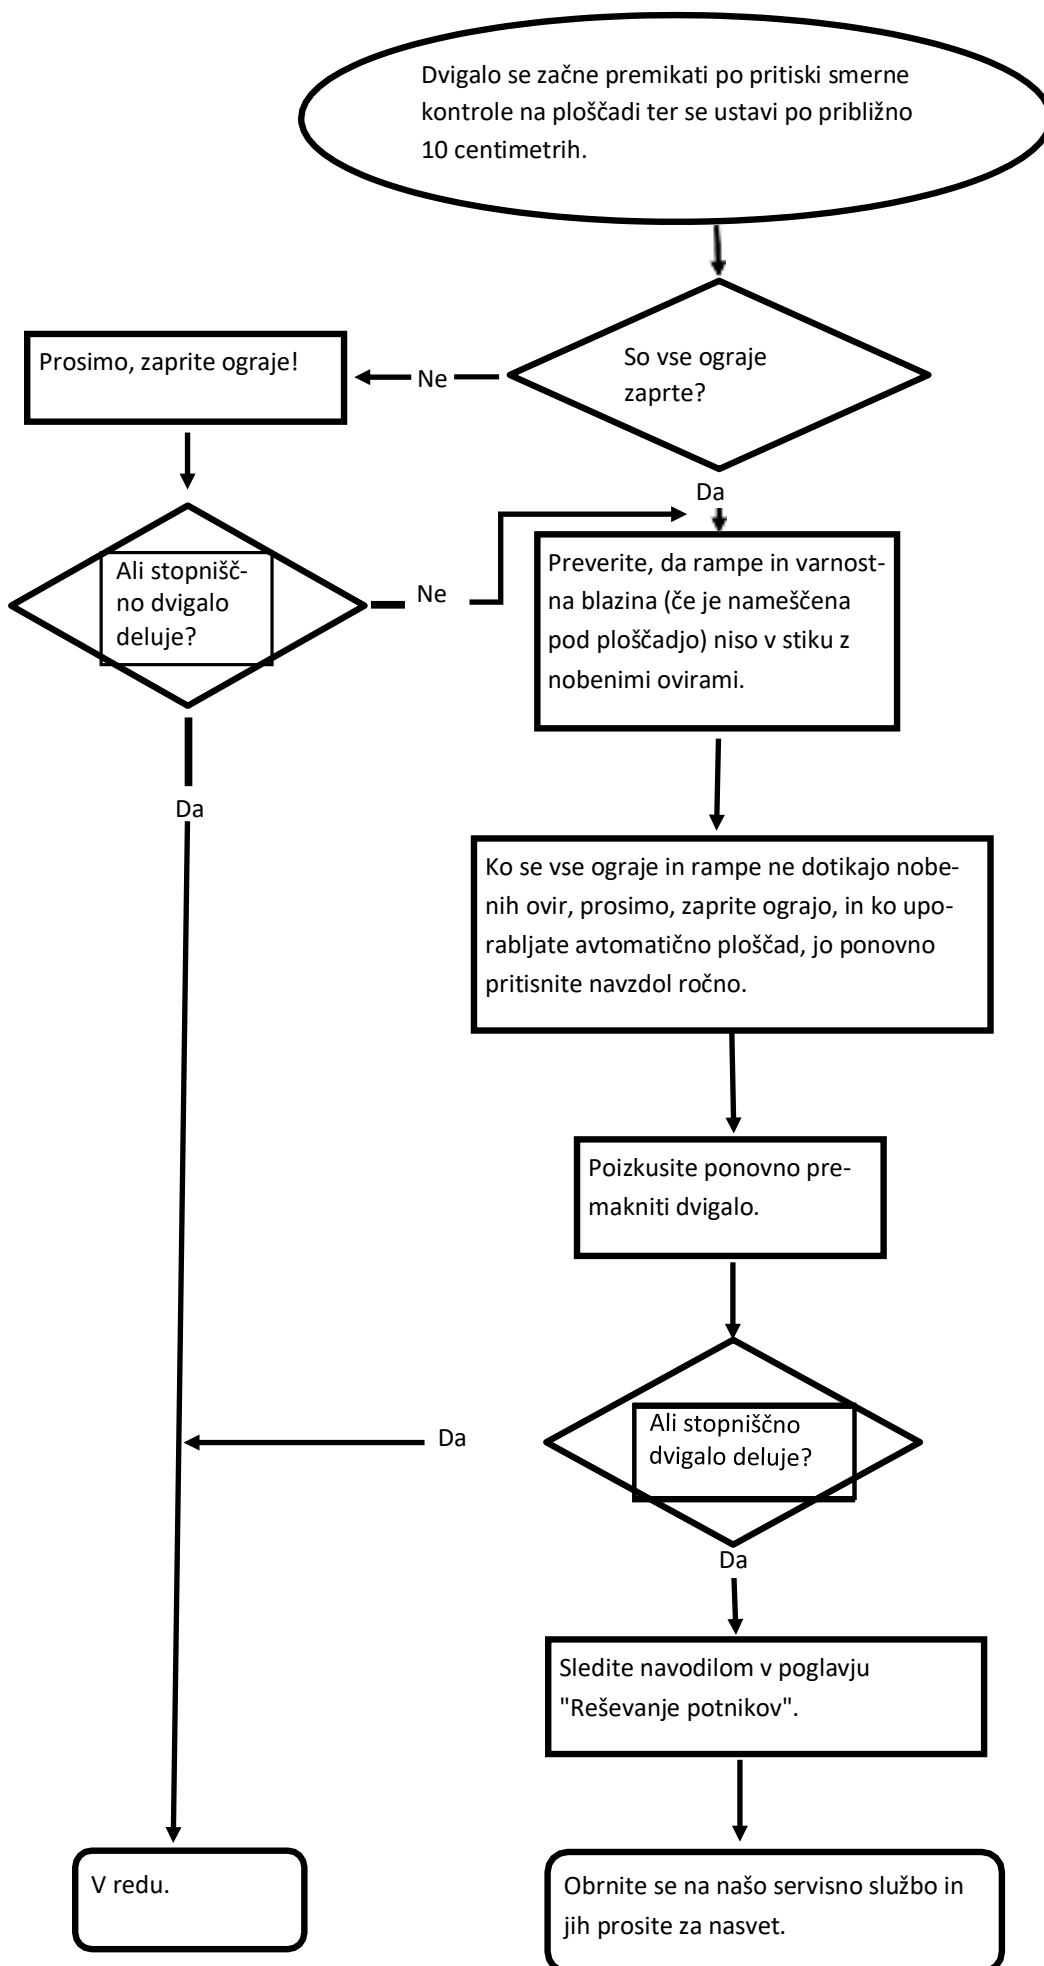 Dvigalo se začne premikati po pritiski smerne
kontrole na ploščadi ter se ustavi po približno
10 centimetrih.
So vse ograje
zaprte?
Ne
Prosimo, zaprite ograje!
Da
Ali stopnišč-
no dvigalo
deluje?
Ne
Preverite, da rampe in varnost-
na blazina (če je nameščena
pod ploščadjo) niso v stiku z
nobenimi ovirami.
Da
Ko se vse ograje in rampe ne dotikajo nobe-
nih ovir, prosimo, zaprite ograjo, in ko upo-
rabljate avtomatično ploščad, jo ponovno
pritisnite navzdol ročno.
Poizkusite ponovno pre-
makniti dvigalo.
Ali stopniščno
dvigalo deluje?
Da
Da
Sledite navodilom v poglavju
"Reševanje potnikov".
V redu.
Obrnite se na našo servisno službo in
jih prosite za nasvet.